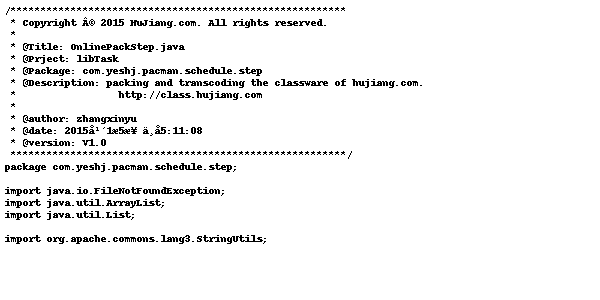 /********************************************************
 * Copyright Â© 2015 HuJiang.com. All rights reserved.
 *
 * @Title: OnlinePackStep.java
 * @Prject: libTask
 * @Package: com.yeshj.pacman.schedule.step
 * @Description: packing and transcoding the classware of hujiang.com.
 *                 http://class.hujiang.com
 *
 * @author: zhangxinyu
 * @date: 2015å¹´1æ5æ¥ ä¸å5:11:08
 * @version: V1.0
 ********************************************************/
package com.yeshj.pacman.schedule.step;

import java.io.FileNotFoundException;
import java.util.ArrayList;
import java.util.List;

import org.apache.commons.lang3.StringUtils;